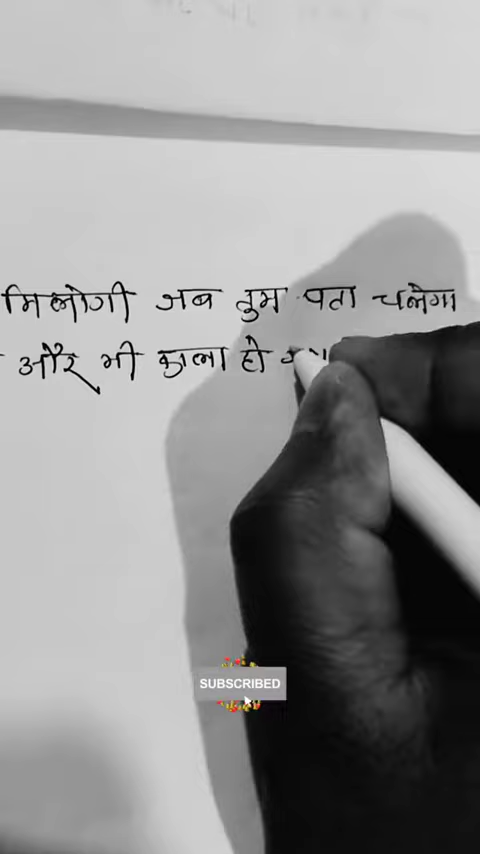 मिलोगी जब तुम पता चलेगा
और भी काला हो
SUBSCRIBED